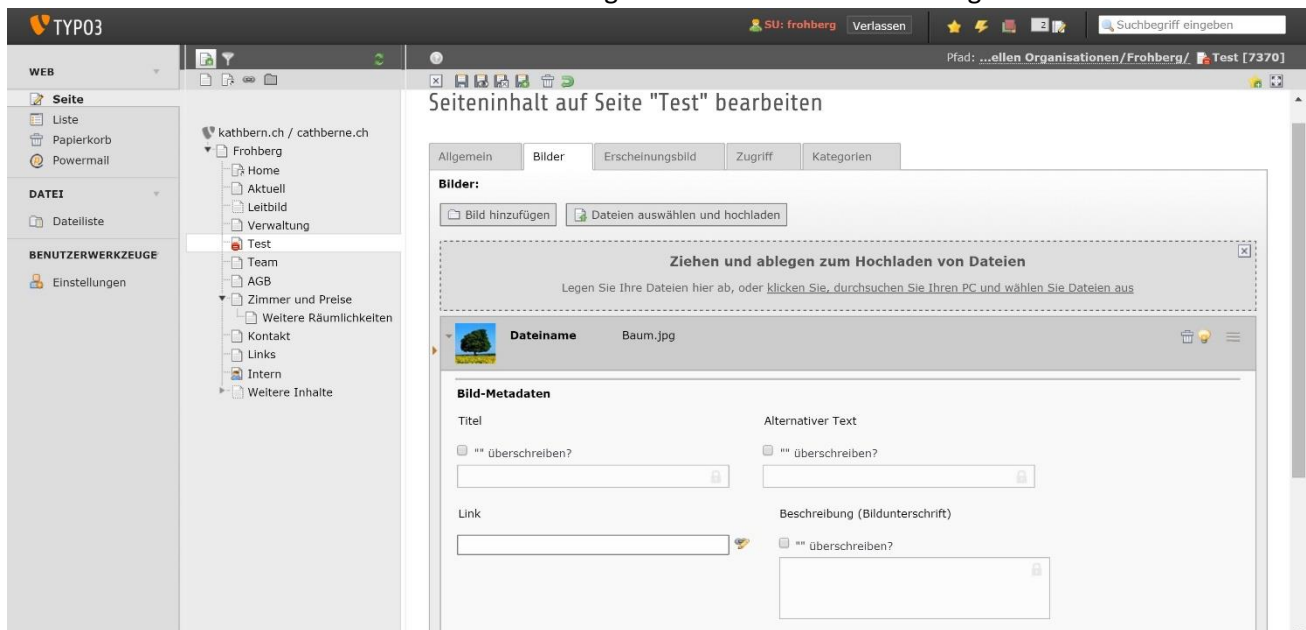 TYPO3
SU: frohberg Verlassen 2 Suchbegriff eingeben
Pfad: ...ellen Organisationen/Frohberg/ Test [7370]
WEB
Seite
Liste
Papierkorb
Powermail
DATEI
Dateiliste
BENUTZERWERKZEUGE
Einstellungen
kathbern.ch / cathberne.ch
Frohberg
Home
Aktuell
Leitbild
Verwaltung
Test
Team
AGB
Zimmer und Preise
Weitere Räumlichkeiten
Kontakt
Links
Intern
Weitere Inhalte
Seiteninhalt auf Seite "Test" bearbeiten
Allgemein Bilder Erscheinungsbild Zugriff Kategorien
Bilder:
Bild hinzufügen Dateien auswählen und hochladen
Ziehen und ablegen zum Hochladen von Dateien
Legen Sie Ihre Dateien hier ab, oder klicken Sie, durchsuchen Sie Ihren PC und wählen Sie Dateien aus
Dateiname Baum.jpg
Bild-Metadaten
Titel Alternativer Text
"" überschreiben? "" überschreiben?
Link Beschreibung (Bildunterschrift)
"" überschreiben?